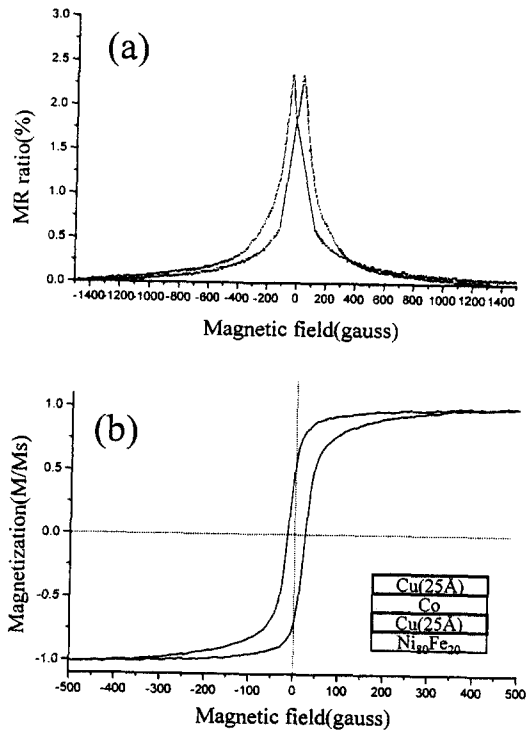 3.0
(a)
2.5
2.0
1.5
1.0
0.5
0.0
MR ratio(%)
-1400 -1200 -1000 -800 -600 -400 -200 0 200 400 600 800 1000 1200 1400
Magnetic field(gauss)
1.0
(b)
0.5
0.0
-0.5
-1.0
Magnetization(M/Ms)
Cu(25Å)
Co
Cu(25Å)
Ni₈₀Fe₂₀
-500 -400 -300 -200 -100 0 100 200 300 400 500
Magnetic field(gauss)